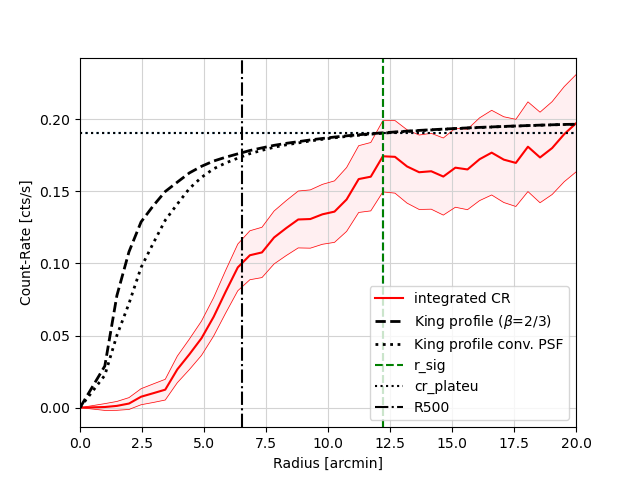 0.20
0.15
0.10
0.05
0.00
Count-Rate [cts/s]
integrated CR
King profile (β=2/3)
King profile conv. PSF
r_sig
cr_plateu
R500
0.0 2.5 5.0 7.5 10.0 12.5 15.0 17.5 20.0
Radius [arcmin]